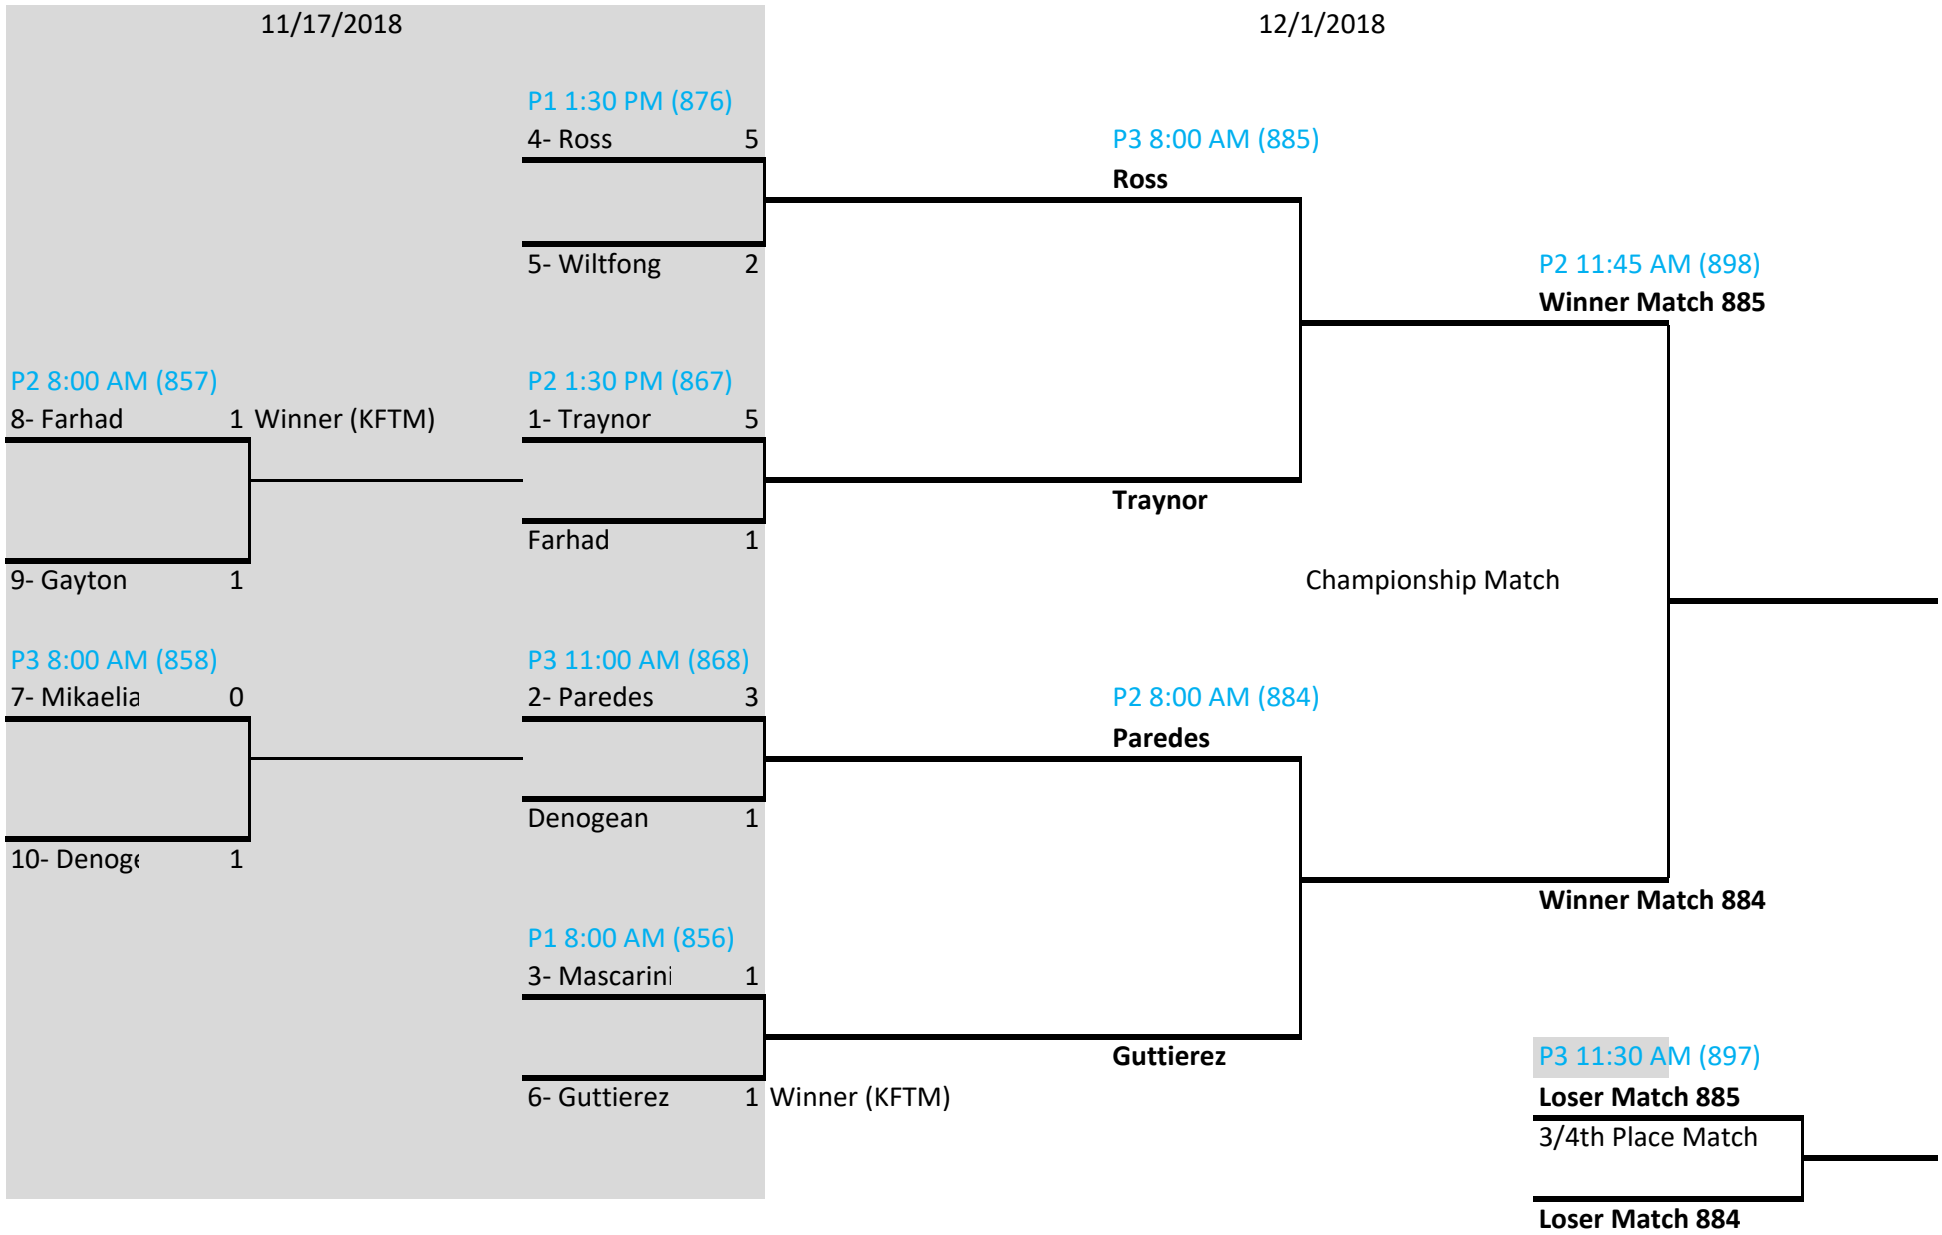 11/17/2018
12/1/2018
P1 1:30 PM (876)
4- Ross 5
P3 8:00 AM (885)
Ross
5- Wiltfong 2
P2 11:45 AM (898)
Winner Match 885
P2 8:00 AM (857)
P2 1:30 PM (867)
8- Farhad 1 Winner (KFTM)
1- Traynor 5
Traynor
Farhad 1
9- Gayton 1
Championship Match
P3 8:00 AM (858)
P3 11:00 AM (868)
7- Mikaelia 0
2- Paredes 3
P2 8:00 AM (884)
Paredes
Denogean 1
10- Denoge 1
Winner Match 884
P1 8:00 AM (856)
3- Mascarini 1
Guttierez
P3 11:30 AM (897)
6- Guttierez 1 Winner (KFTM)
Loser Match 885
3/4th Place Match
Loser Match 884